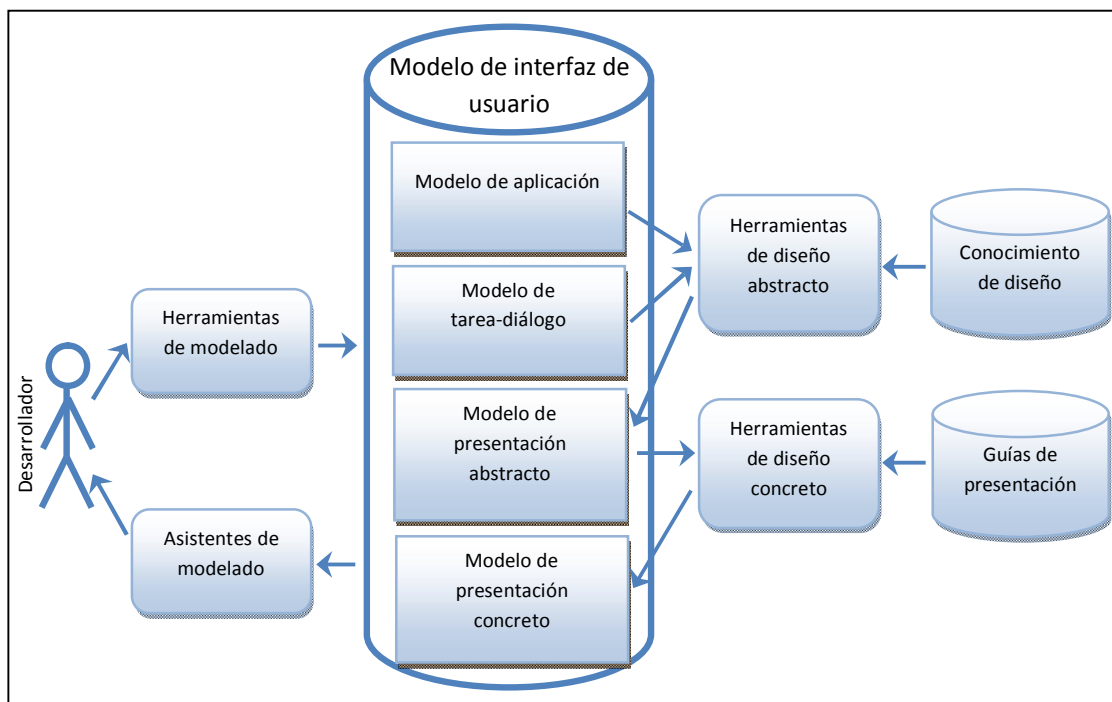 Modelo de interfaz de
usuario
Modelo de aplicación
Modelo de
tarea-diálogo
Modelo de
presentación
abstracto
Modelo de
presentación
concreto
Desarrollador
Herramientas
de modelado
Asistentes de
modelado
Herramientas
de diseño
abstracto
Conocimiento
de diseño
Herramientas
de diseño
concreto
Guías de
presentación